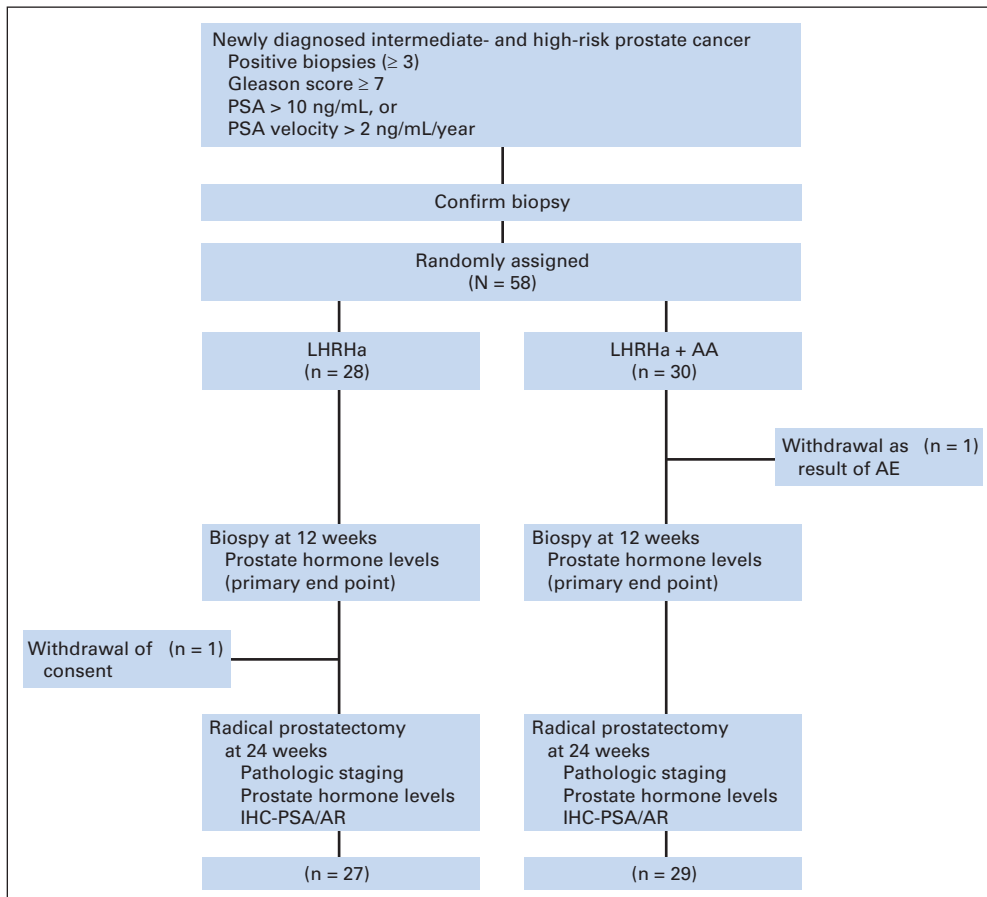 Newly diagnosed intermediate- and high-risk prostate cancer
Positive biopsies (≥ 3)
Gleason score ≥ 7
PSA > 10 ng/mL, or
PSA velocity > 2 ng/mL/year
Confirm biopsy
Randomly assigned
(N = 58)
LHRHa
(n = 28)
LHRHa + AA
(n = 30)
Withdrawal as (n = 1)
result of AE
Biospy at 12 weeks
Prostate hormone levels
(primary end point)
Biospy at 12 weeks
Prostate hormone levels
(primary end point)
Withdrawal of (n = 1)
consent
Radical prostatectomy
at 24 weeks
Pathologic staging
Prostate hormone levels
IHC-PSA/AR
Radical prostatectomy
at 24 weeks
Pathologic staging
Prostate hormone levels
IHC-PSA/AR
(n = 27)
(n = 29)